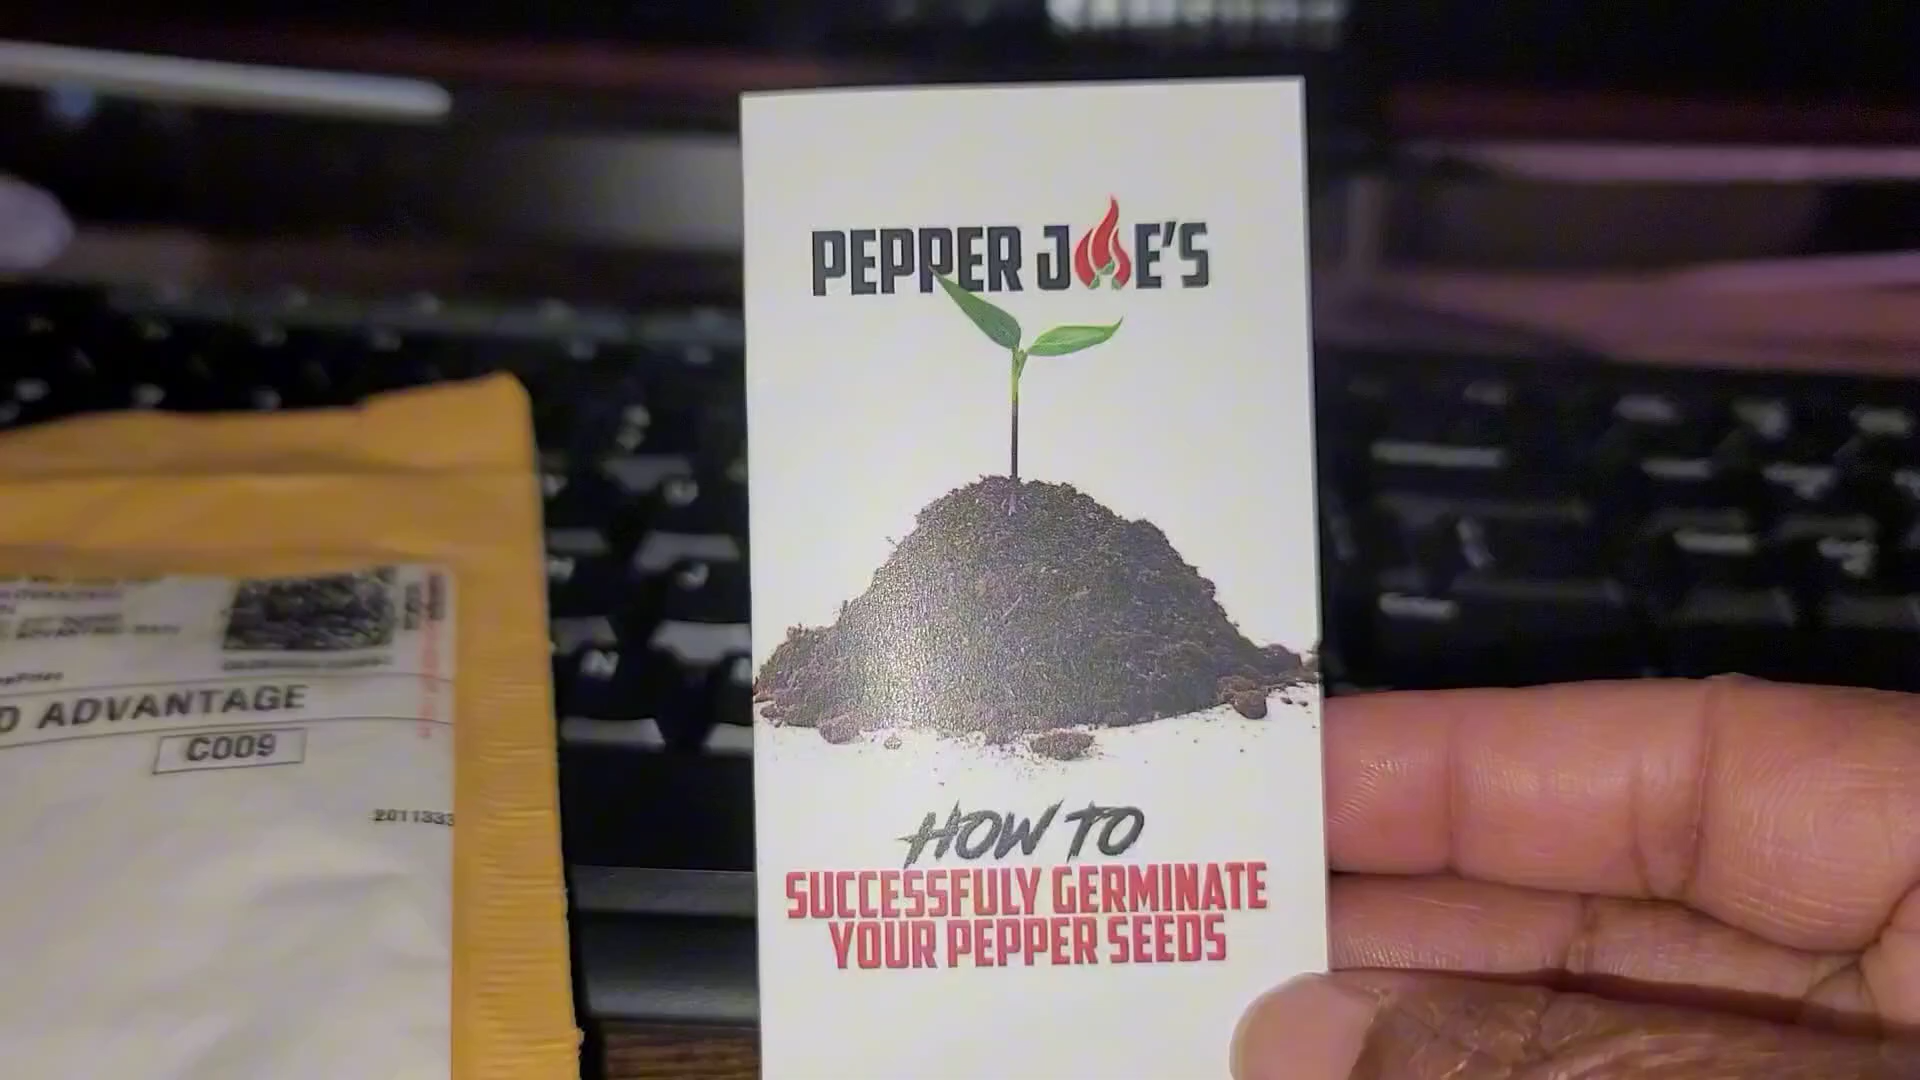 PEPPER JOE'S
HOW TO
SUCCESSFULY GERMINATE
YOUR PEPPER SEEDS
D ADVANTAGE
C009
2011333